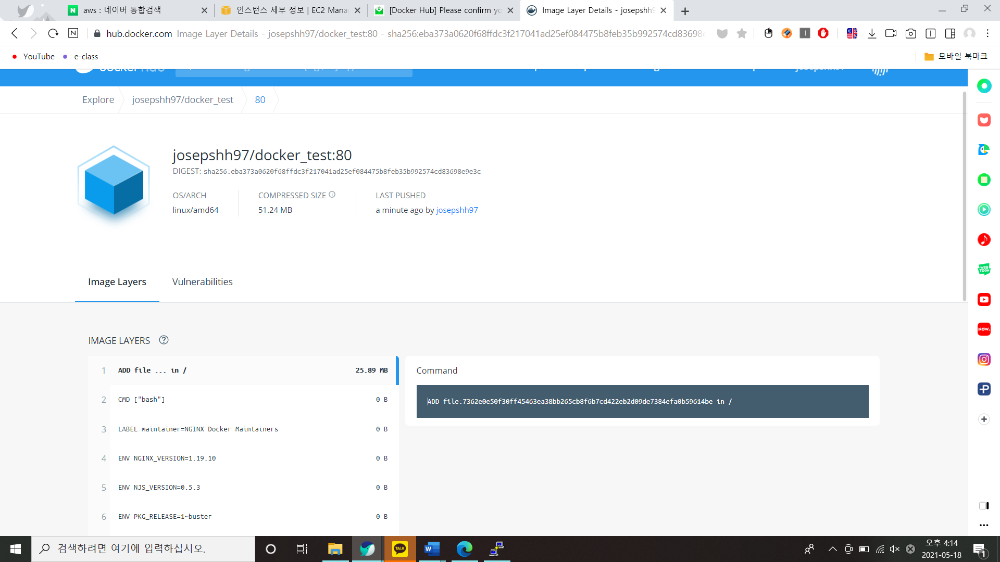 aws : 네이버 통합검색
인스턴스 세부 정보 | EC2 Mana
[Docker Hub] Please confirm yo
Image Layer Details - josepshh9
hub.docker.com Image Layer Details - josepshh97/docker_test:80 - sha256:eba373a0620f68ffdc3f217041ad25ef084475b8feb35b992574cd83698e
YouTube
e-class
모바일 북마크
Explore
josepshh97/docker_test
80
josepshh97/docker_test:80
DIGEST: sha256:eba373a0620f68ffdc3f217041ad25ef084475b8feb35b992574cd83698e9e3c
OS/ARCH
linux/amd64
COMPRESSED SIZE
51.24 MB
LAST PUSHED
a minute ago by josepshh97
Image Layers
Vulnerabilities
IMAGE LAYERS
1 ADD file ... in / 25.89 MB
2 CMD ["bash"] 0 B
3 LABEL maintainer=NGINX Docker Maintainers 0 B
4 ENV NGINX_VERSION=1.19.10 0 B
5 ENV NJS_VERSION=0.5.3 0 B
6 ENV PKG_RELEASE=1~buster 0 B
Command
ADD file:7362e0e50f30ff45463ea38bb265cb8f6b7cd422eb2d09de7384efa0b59614be in /
WEB
TOON
NOW.
검색하려면 여기에 입력하십시오.
TALK
오후 4:14
2021-05-18
1